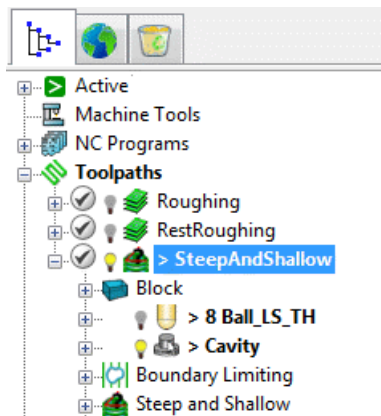 Active
Machine Tools
NC Programs
Toolpaths
Roughing
RestRoughing
> SteepAndShallow
Block
> 8 Ball_LS_TH
> Cavity
Boundary Limiting
Steep and Shallow